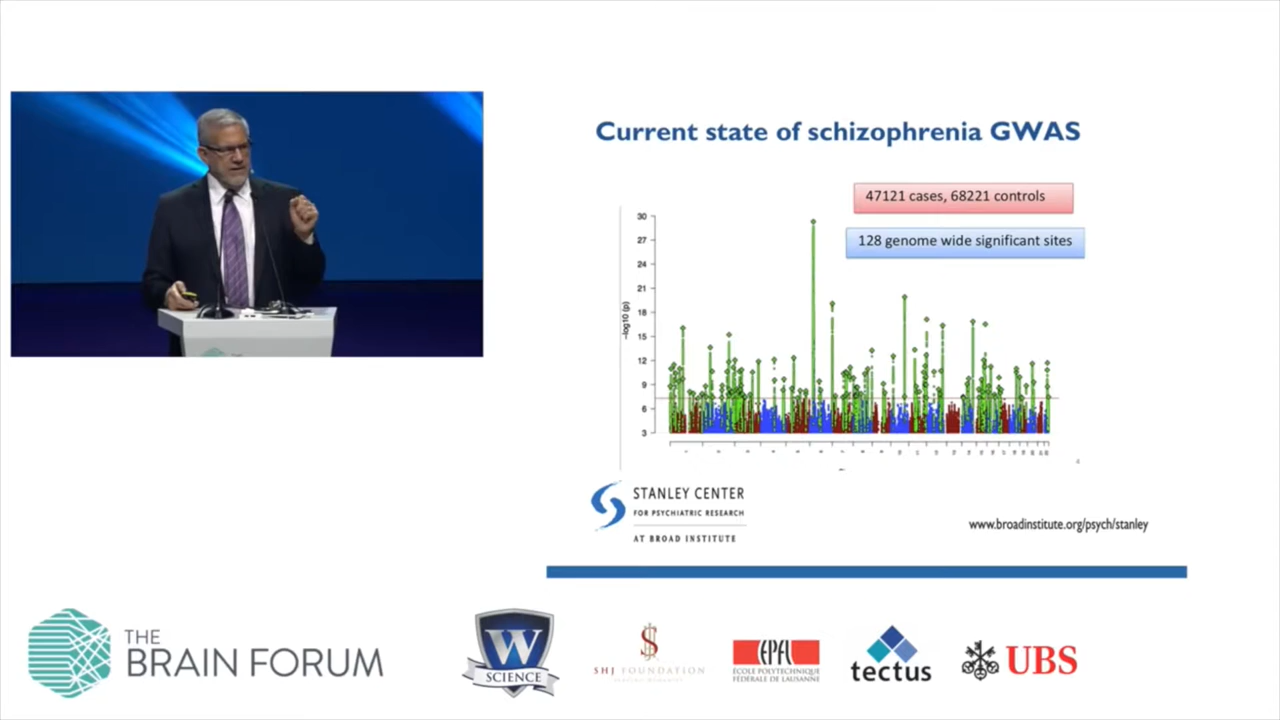 Current state of schizophrenia GWAS
47121 cases, 68221 controls
128 genome wide significant sites
30
27
24
21
18
15
12
9
6
3
−log10 (p)
4
STANLEY CENTER
FOR PSYCHIATRIC RESEARCH
AT BROAD INSTITUTE
www.broadinstitute.org/psych/stanley
THE
BRAIN FORUM
W
SCIENCE
SHJ FOUNDATION
EPFL
ÉCOLE POLYTECHNIQUE
FÉDÉRALE DE LAUSANNE
tectus
UBS